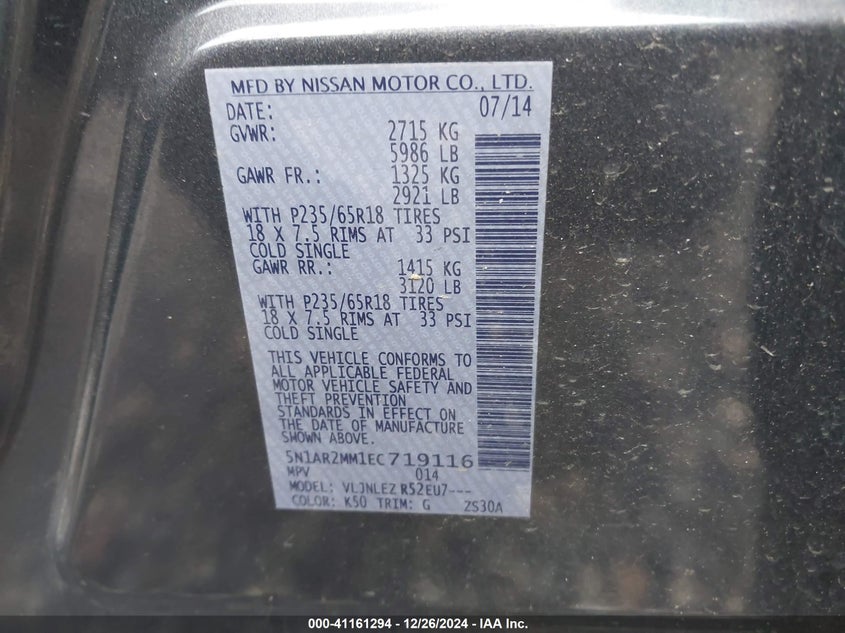 MFD BY NISSAN MOTOR CO., LTD.
DATE: 07/14
GVWR: 2715 KG
5986 LB
GAWR FR.: 1325 KG
2921 LB
WITH P235/65R18 TIRES
18 X 7.5 RIMS AT 33 PSI
COLD SINGLE
GAWR RR.: 1415 KG
3120 LB
WITH P235/65R18 TIRES
18 X 7.5 RIMS AT 33 PSI
COLD SINGLE
THIS VEHICLE CONFORMS TO
ALL APPLICABLE FEDERAL
MOTOR VEHICLE SAFETY AND
THEFT PREVENTION
STANDARDS IN EFFECT ON
THE DATE OF MANUFACTURE
SHOWN ABOVE.
5N1AR2MM1EC719116
MPV 014
MODEL: VLJNLEZ R52EU7---
COLOR: K50 TRIM: G ZS30A
000-41161294 - 12/26/2024 - IAA Inc.